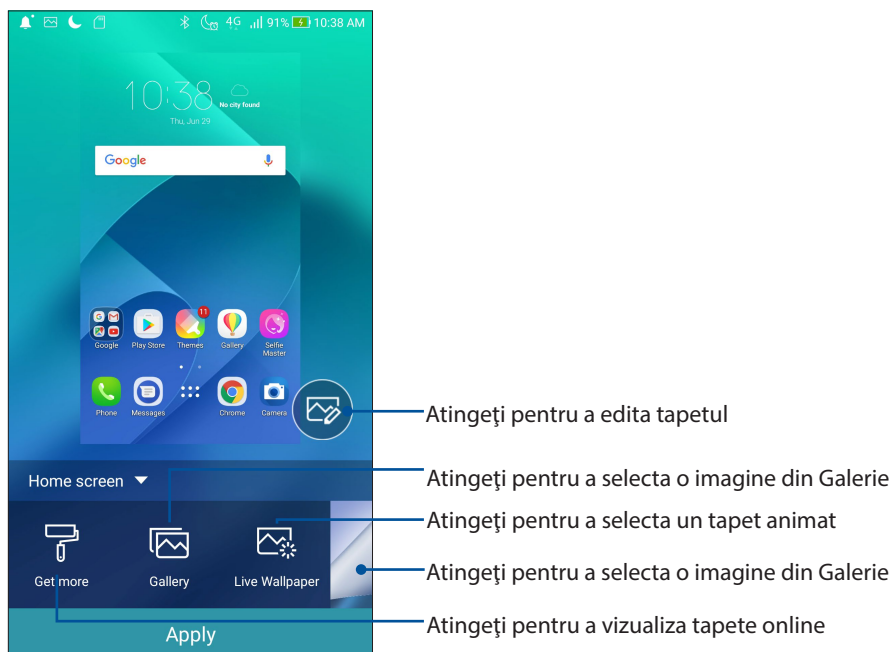 4G 91% 10:38 AM
10:38 No city found
Thu, Jun 29
Google
11
Google Play Store Themes Gallery Selfie Master
Phone Messages Chrome Camera
Atingeţi pentru a edita tapetul
Home screen
Atingeţi pentru a selecta o imagine din Galerie
Atingeţi pentru a selecta un tapet animat
Get more Gallery Live Wallpaper
Atingeţi pentru a selecta o imagine din Galerie
Apply
Atingeţi pentru a vizualiza tapete online